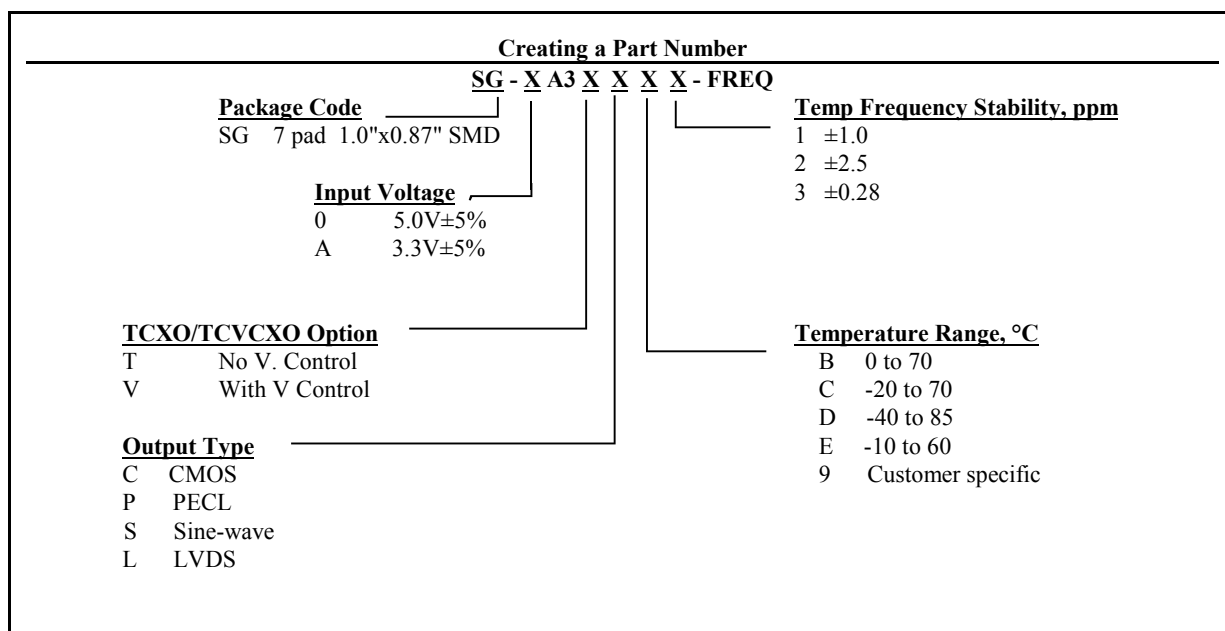 Creating a Part Number
SG - X A3 X X X X - FREQ
Package Code
SG 7 pad 1.0"x0.87" SMD
Input Voltage
0 5.0V±5%
A 3.3V±5%
TCXO/TCVCXO Option
T No V. Control
V With V Control
Output Type
C CMOS
P PECL
S Sine-wave
L LVDS
Temp Frequency Stability, ppm
1 ±1.0
2 ±2.5
3 ±0.28
Temperature Range, °C
B 0 to 70
C -20 to 70
D -40 to 85
E -10 to 60
9 Customer specific